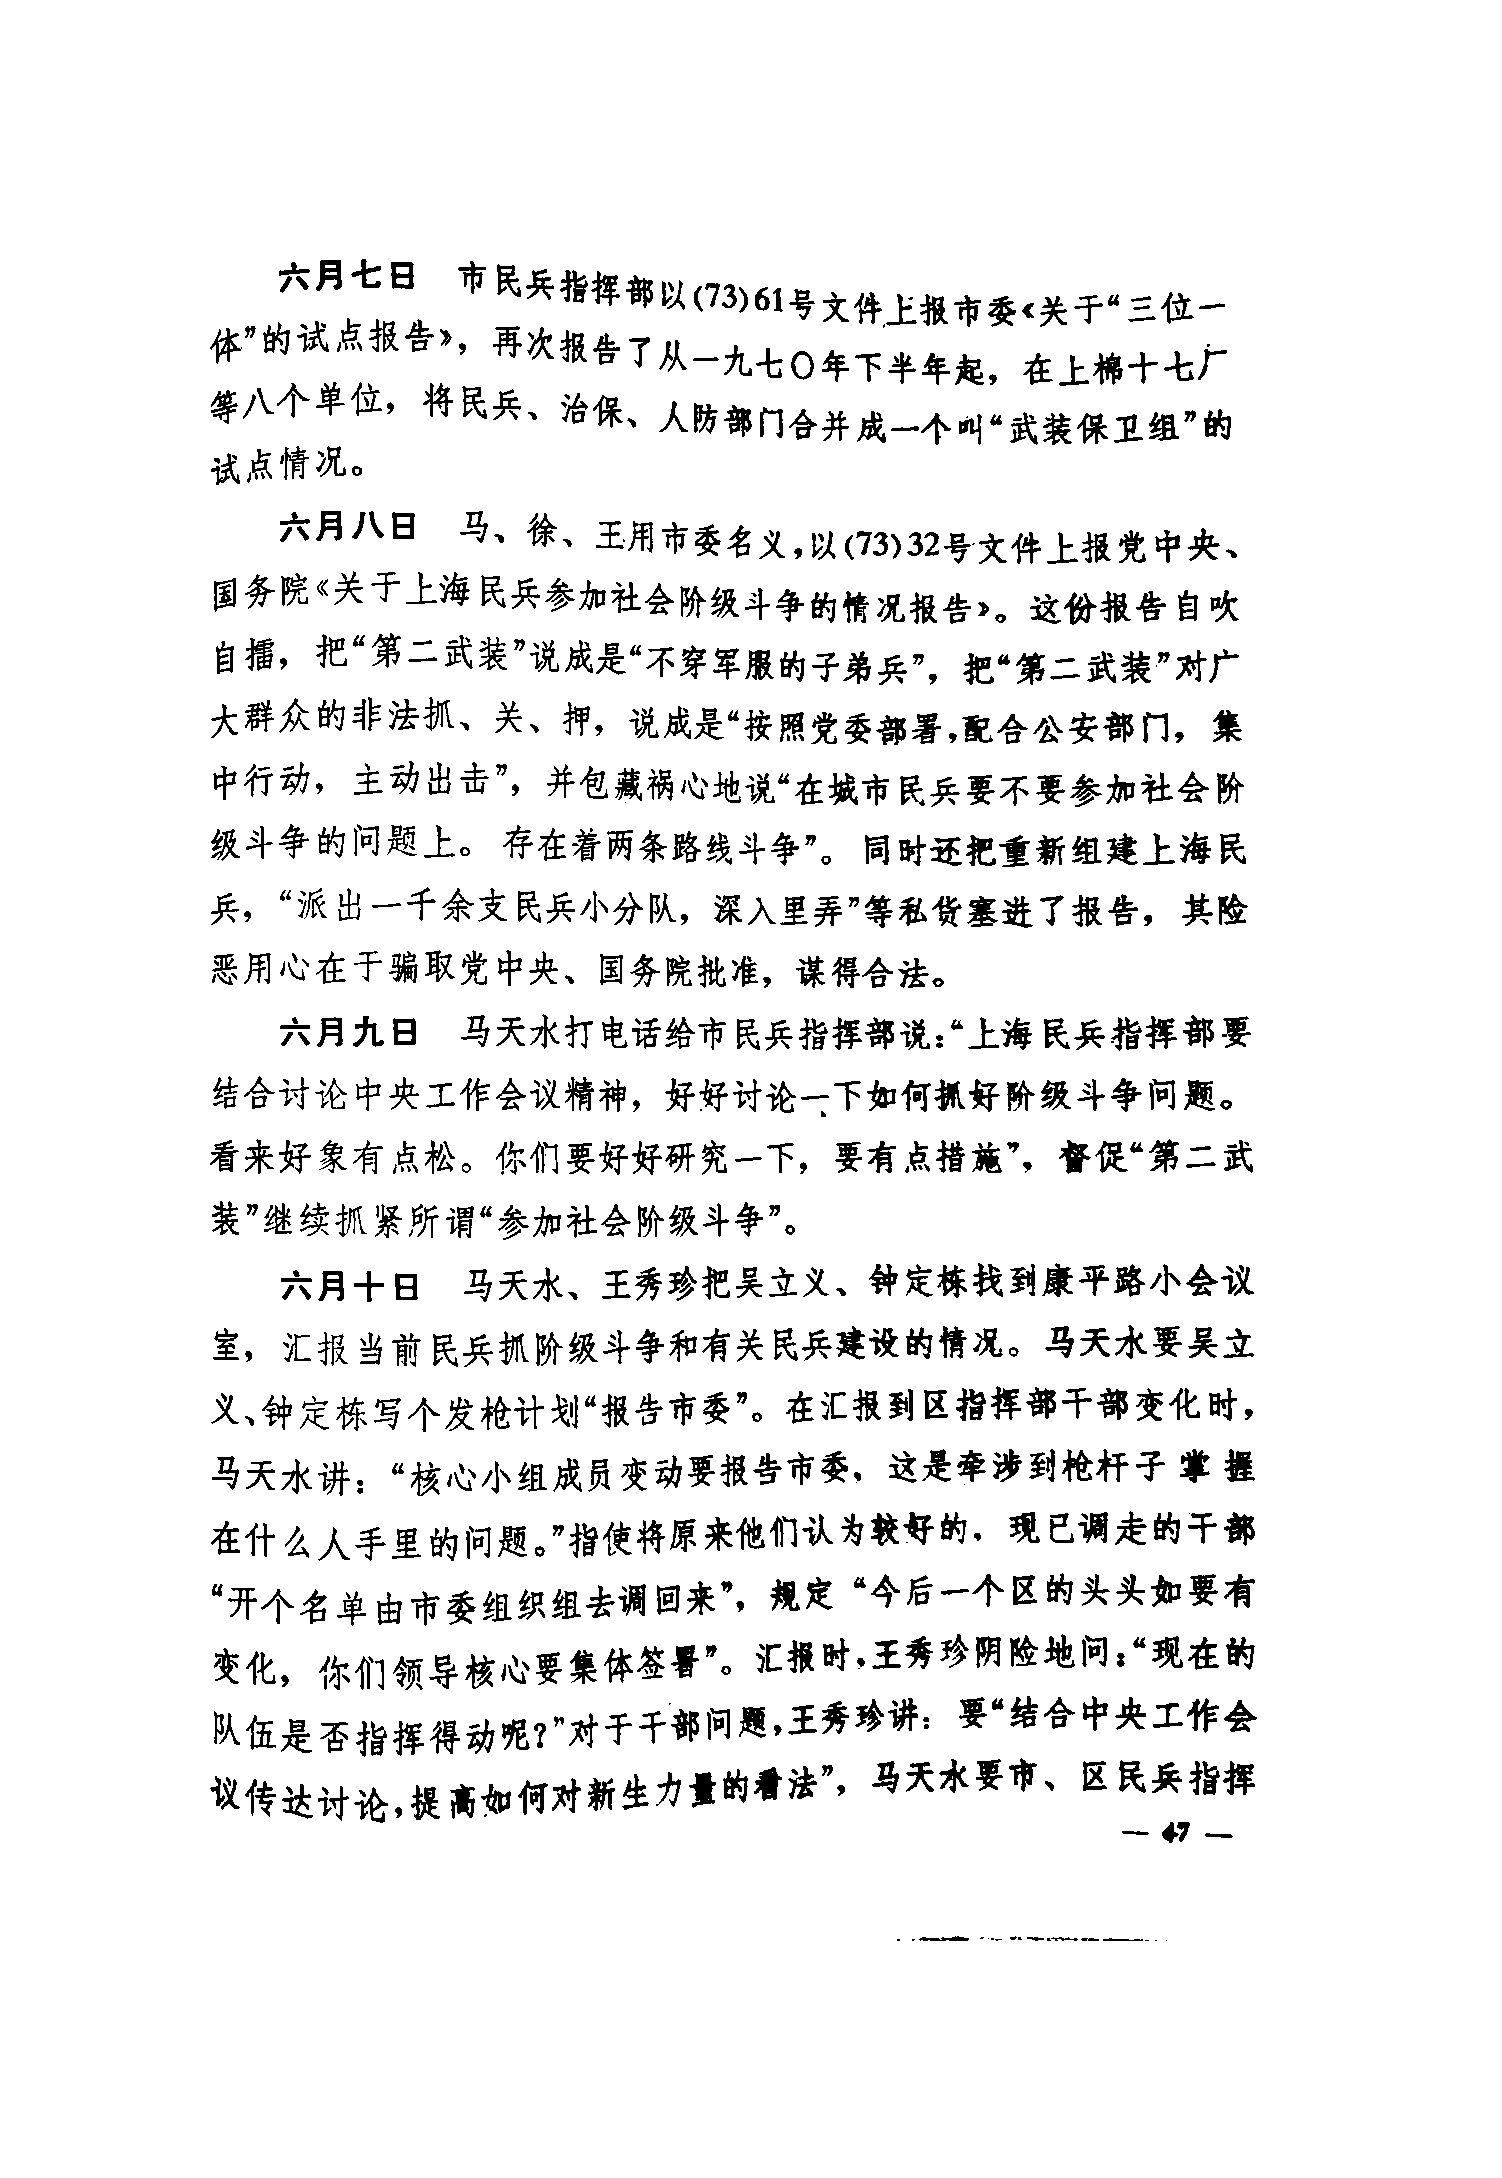 六月七日　市民兵指挥部以(73)61号文件上报市委《关于“三位一
体”的试点报告》，再次报告了从一九七〇年下半年起，在上棉十七厂
等八个单位，将民兵、治保、人防部门合并成一个叫“武装保卫组”的
试点情况。
六月八日　马、徐、王用市委名义，以(73)32号文件上报党中央、
国务院《关于上海民兵参加社会阶级斗争的情况报告》。这份报告自吹
自擂，把“第二武装”说成是“不穿军服的子弟兵”，把“第二武装”对广
大群众的非法抓、关、押，说成是“按照党委部署，配合公安部门，集
中行动，主动出击”，并包藏祸心地说“在城市民兵要不要参加社会阶
级斗争的问题上。存在着两条路线斗争”。同时还把重新组建上海民
兵，“派出一千余支民兵小分队，深入里弄”等私货塞进了报告，其险
恶用心在于骗取党中央、国务院批准，谋得合法。
六月九日　马天水打电话给市民兵指挥部说：“上海民兵指挥部要
结合讨论中央工作会议精神，好好讨论一下如何抓好阶级斗争问题。
看来好象有点松。你们要好好研究一下，要有点措施”，督促“第二武
装”继续抓紧所谓“参加社会阶级斗争”。
六月十日　马天水、王秀珍把吴立义、钟定栋找到康平路小会议
室，汇报当前民兵抓阶级斗争和有关民兵建设的情况。马天水要吴立
义、钟定栋写个发枪计划“报告市委”。在汇报到区指挥部干部变化时，
马天水讲：“核心小组成员变动要报告市委，这是牵涉到枪杆子掌握
在什么人手里的问题。”指使将原来他们认为较好的，现已调走的干部
“开个名单由市委组织组去调回来”，规定“今后一个区的头头如要有
变化，你们领导核心要集体签署”。汇报时，王秀珍阴险地问：“现在的
队伍是否指挥得动呢？”对于干部问题，王秀珍讲：要“结合中央工作会
议传达讨论，提高如何对新生力量的看法”，马天水要市、区民兵指挥
— 47 —